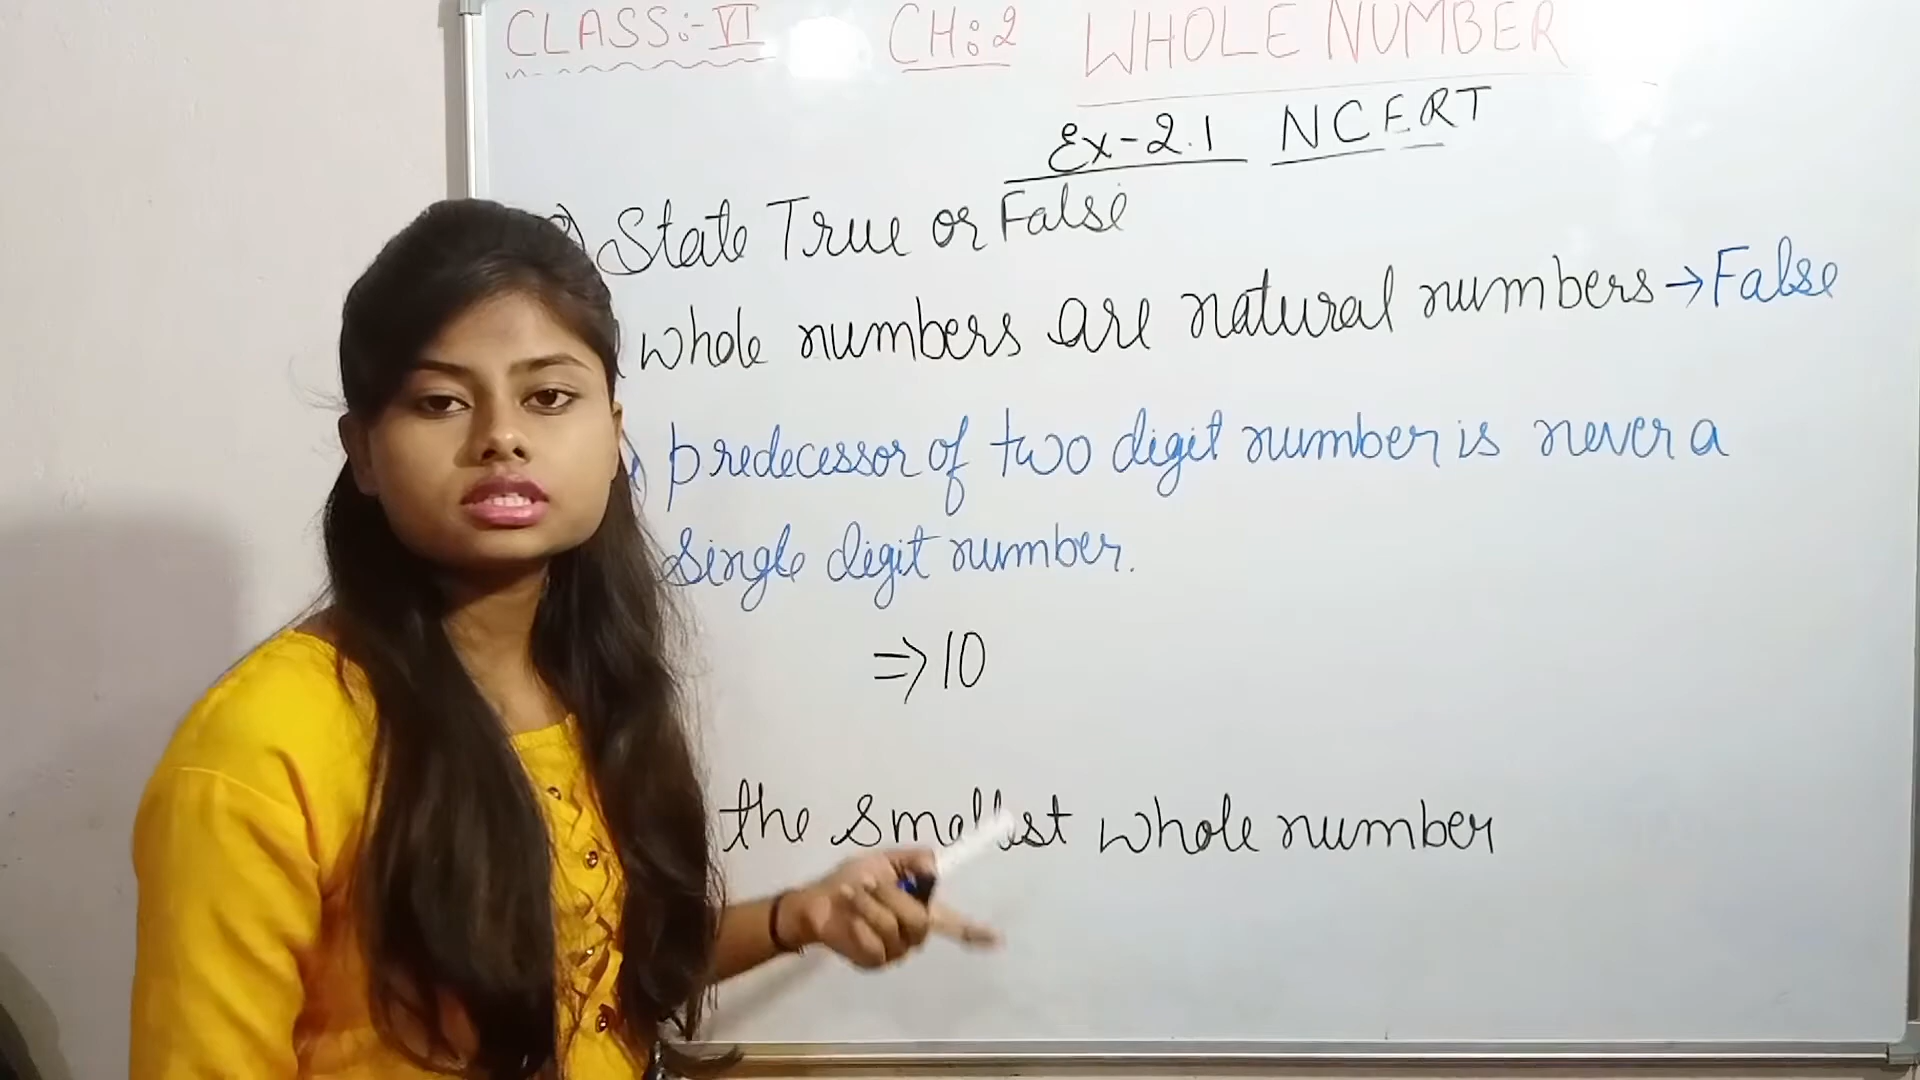 CLASS:- VI CH:2 WHOLE NUMBER
Ex-2.1 NCERT
State True or False
whole numbers are natural numbers → False
predecessor of two digit number is never a
single digit number.
⇒ 10
the smallest whole number